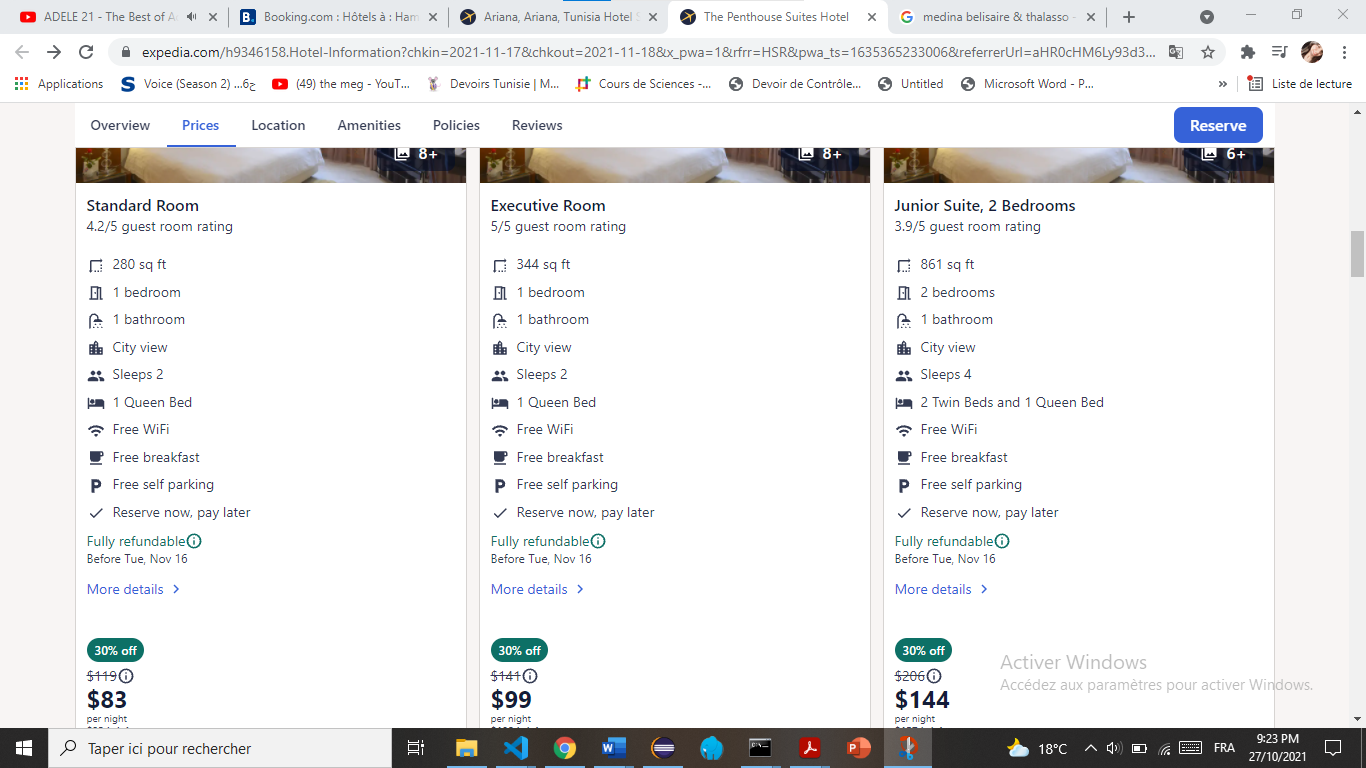 ADELE 21 - The Best of A
Booking.com : Hôtels à : Ham
Ariana, Ariana, Tunisia Hotel S
The Penthouse Suites Hotel
medina belisaire & thalasso -
expedia.com/h9346158.Hotel-Information?chkin=2021-11-17&chkout=2021-11-18&x_pwa=1&rfrr=HSR&pwa_ts=1635365233006&referrerUrl=aHR0cHM6Ly93d3...
Applications
Voice (Season 2) ...6ح
(49) the meg - YouT...
Devoirs Tunisie | M...
Cours de Sciences -...
Devoir de Contrôle...
Untitled
Microsoft Word - P...
»
Liste de lecture
Overview
Prices
Location
Amenities
Policies
Reviews
Reserve
8+
8+
6+
Standard Room
4.2/5 guest room rating
280 sq ft
1 bedroom
1 bathroom
City view
Sleeps 2
1 Queen Bed
Free WiFi
Free breakfast
Free self parking
Reserve now, pay later
Fully refundable
Before Tue, Nov 16
More details
30% off
$119
$83
per night
Executive Room
5/5 guest room rating
344 sq ft
1 bedroom
1 bathroom
City view
Sleeps 2
1 Queen Bed
Free WiFi
Free breakfast
Free self parking
Reserve now, pay later
Fully refundable
Before Tue, Nov 16
More details
30% off
$141
$99
per night
Junior Suite, 2 Bedrooms
3.9/5 guest room rating
861 sq ft
2 bedrooms
1 bathroom
City view
Sleeps 4
2 Twin Beds and 1 Queen Bed
Free WiFi
Free breakfast
Free self parking
Reserve now, pay later
Fully refundable
Before Tue, Nov 16
More details
30% off
$206
$144
per night
Activer Windows
Accédez aux paramètres pour activer Windows.
Taper ici pour rechercher
18°C
FRA
9:23 PM
27/10/2021